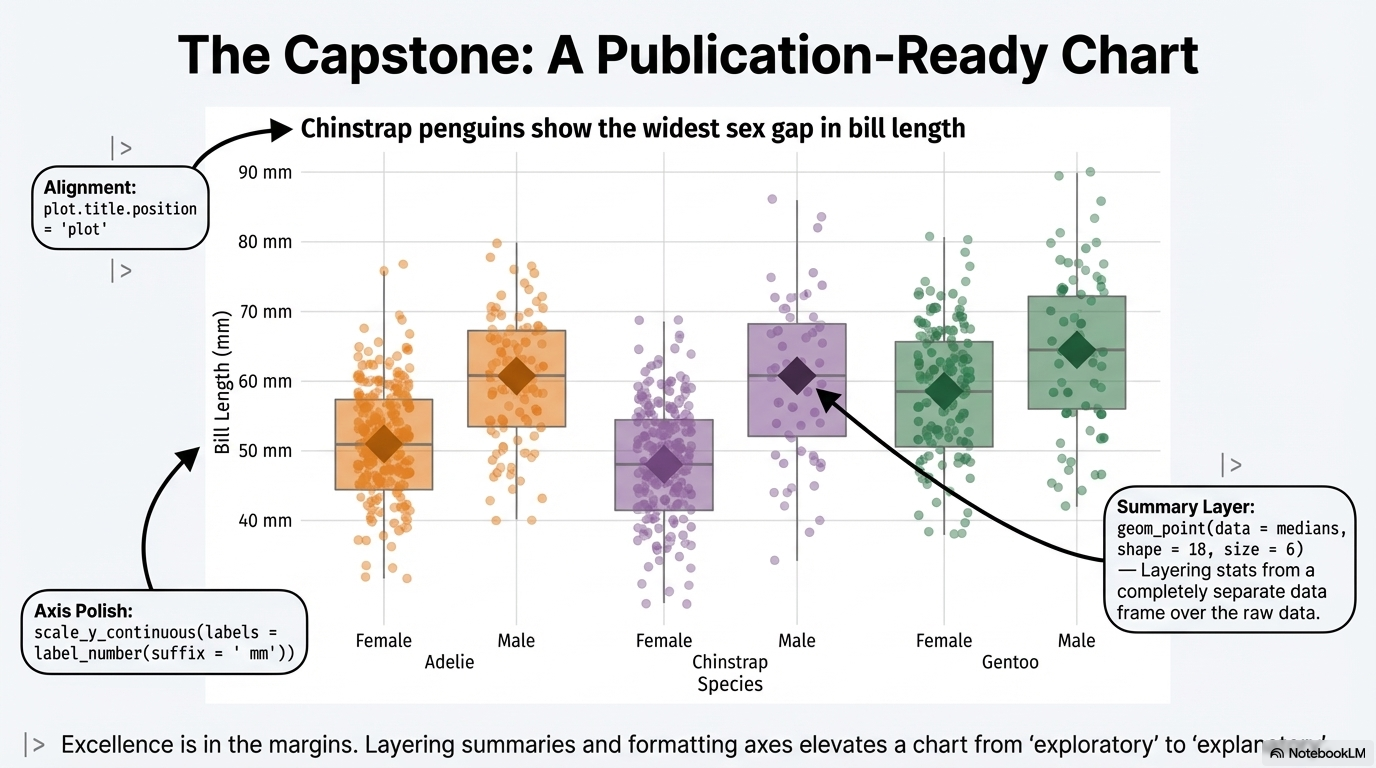 The Capstone: A Publication-Ready Chart
Chinstrap penguins show the widest sex gap in bill length
|>
Alignment:
plot.title.position
= 'plot'
|>
90 mm
80 mm
70 mm
60 mm
50 mm
40 mm
Bill Length (mm)
Axis Polish:
scale_y_continuous(labels =
label_number(suffix = ' mm'))
|>
Summary Layer:
geom_point(data = medians,
shape = 18, size = 6)
— Layering stats from a
completely separate data
frame over the raw data.
Female Male Female Male Female Male
Adelie Chinstrap Gentoo
Species
|> Excellence is in the margins. Layering summaries and formatting axes elevates a chart from ‘exploratory’ to ‘explanatory’
NotebookLM